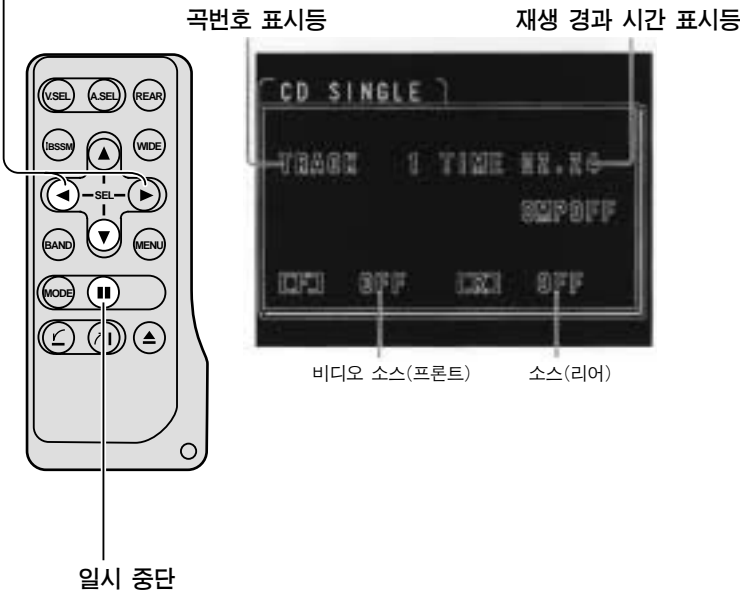 곡번호 표시등
재생 경과 시간 표시등
V.SEL A.SEL REAR
IBSSM WIDE
SEL
BAND MENU
MODE
CD SINGLE
TRACK 1 TIME
SMPOFF
[F] OFF [R] OFF
비디오 소스(프론트)
소스(리어)
일시 중단